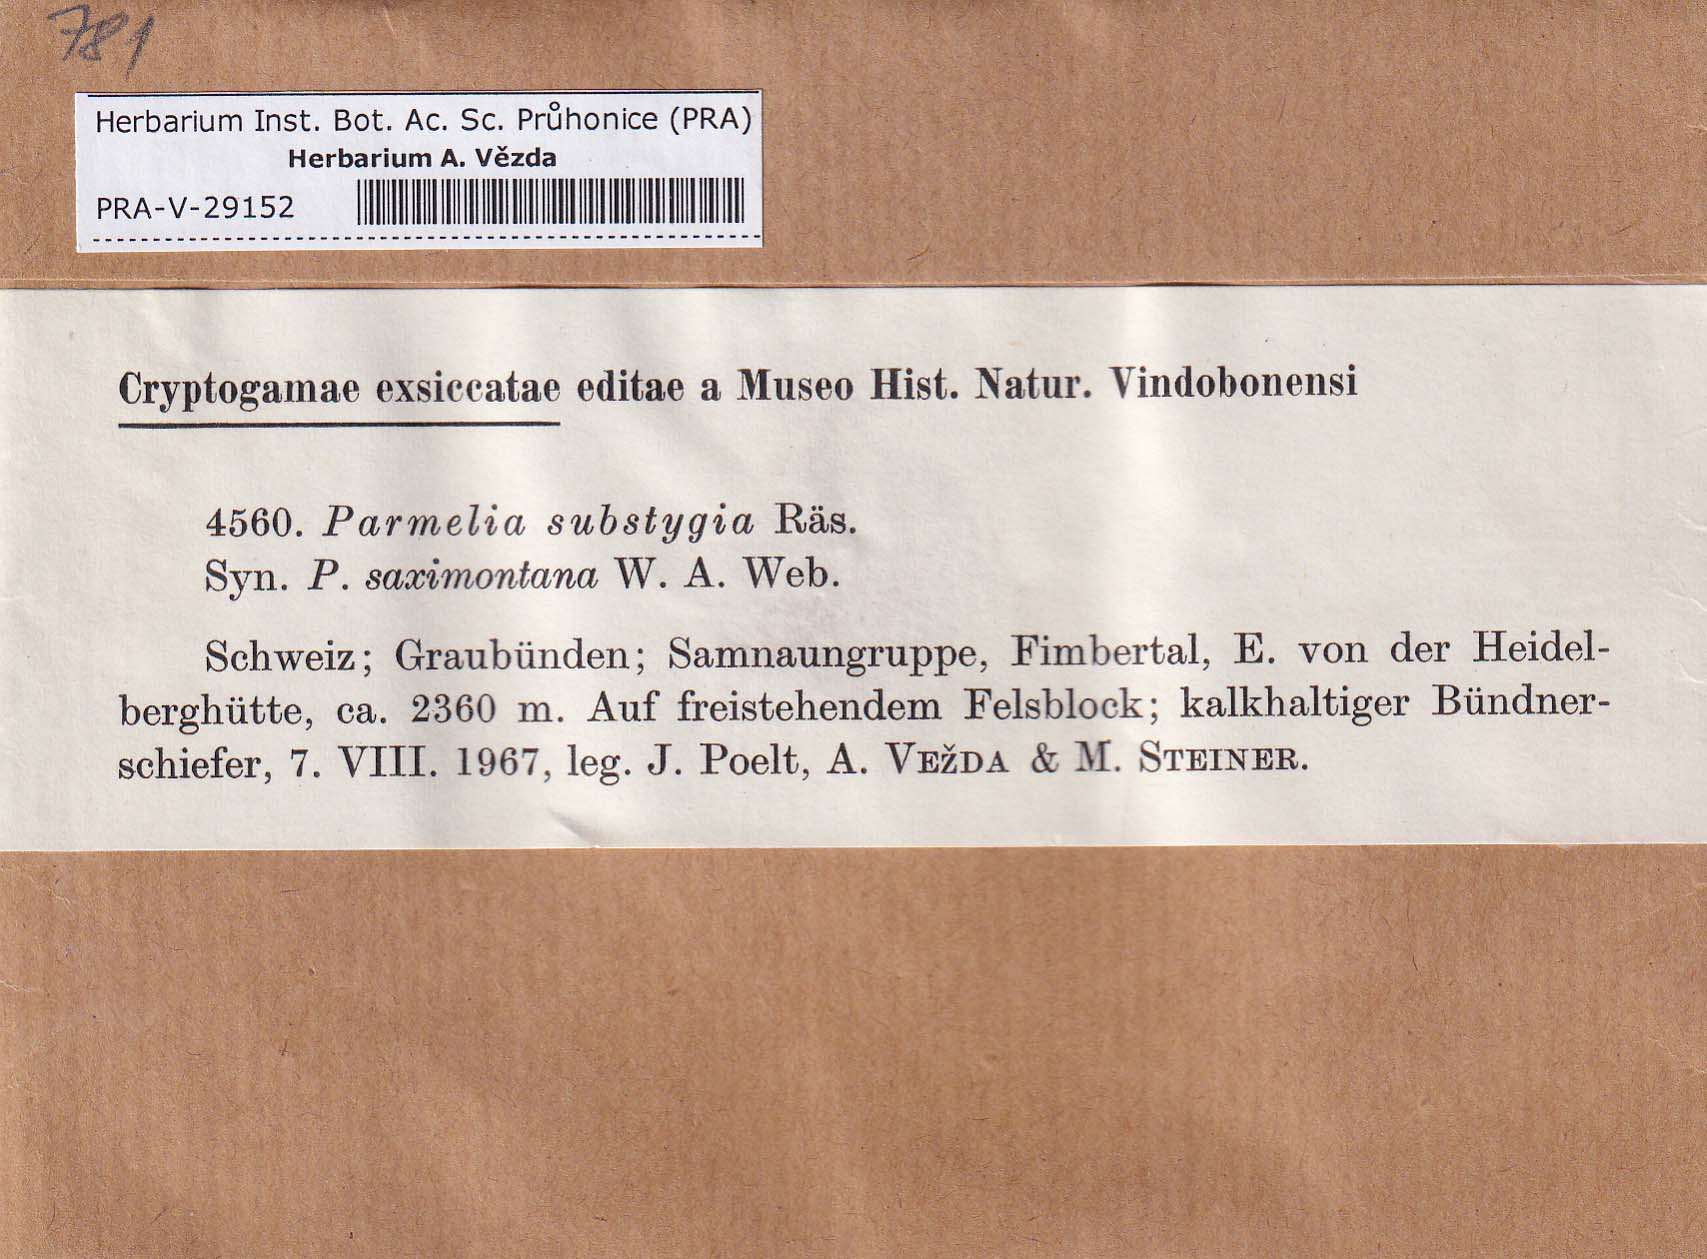 781
Herbarium Inst. Bot. Ac. Sc. Průhonice (PRA)
Herbarium A. Vězda
PRA-V-29152
Cryptogamae exsiccatae editae a Museo Hist. Natur. Vindobonensi
4560. Parmelia substygia Räs.
Syn. P. saximontana W. A. Web.
Schweiz; Graubünden; Samnaungruppe, Fimbertal, E. von der Heidel-
berghütte, ca. 2360 m. Auf freistehendem Felsblock; kalkhaltiger Bündner-
schiefer, 7. VIII. 1967, leg. J. Poelt, A. VEŽDA & M. STEINER.